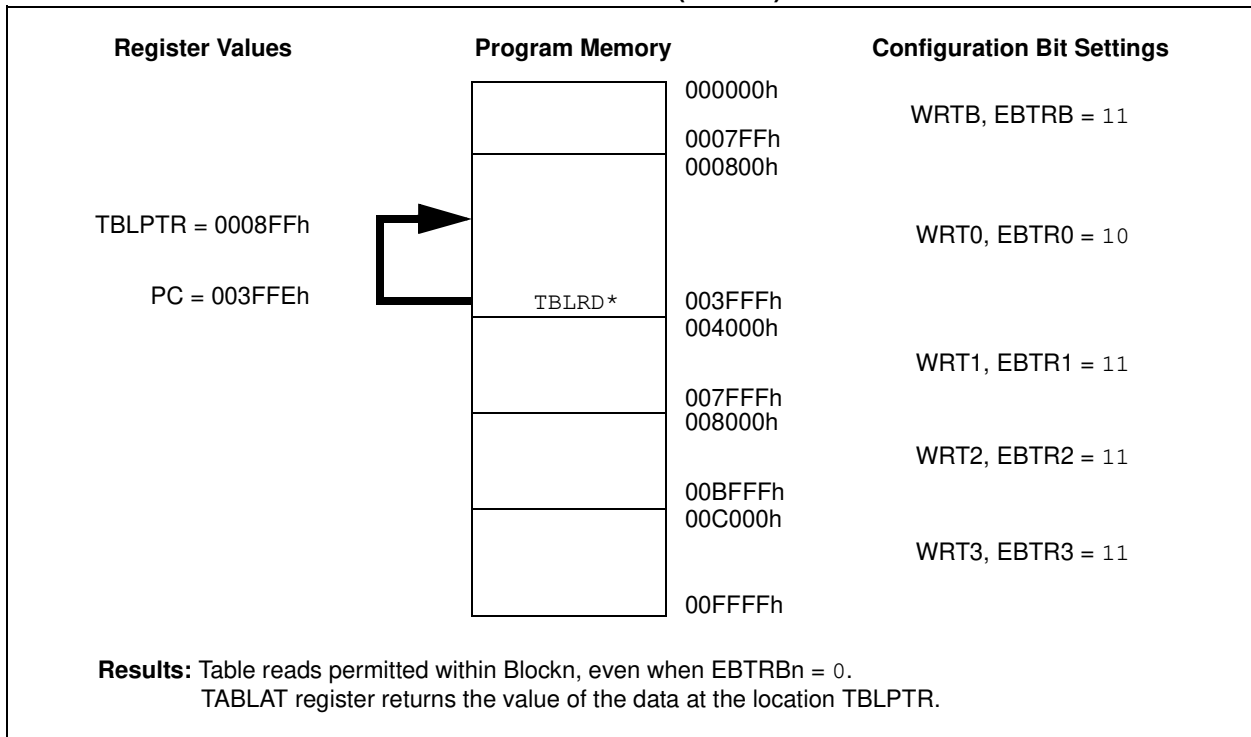 Register Values Program Memory Configuration Bit Settings
000000h
WRTB, EBTRB = 11
0007FFh
000800h
TBLPTR = 0008FFh
WRT0, EBTR0 = 10
PC = 003FFEh
TBLRD*
003FFFh
004000h
WRT1, EBTR1 = 11
007FFFh
008000h
WRT2, EBTR2 = 11
00BFFFh
00C000h
WRT3, EBTR3 = 11
00FFFFh
Results: Table reads permitted within Blockn, even when EBTRBn = 0.
TABLAT register returns the value of the data at the location TBLPTR.